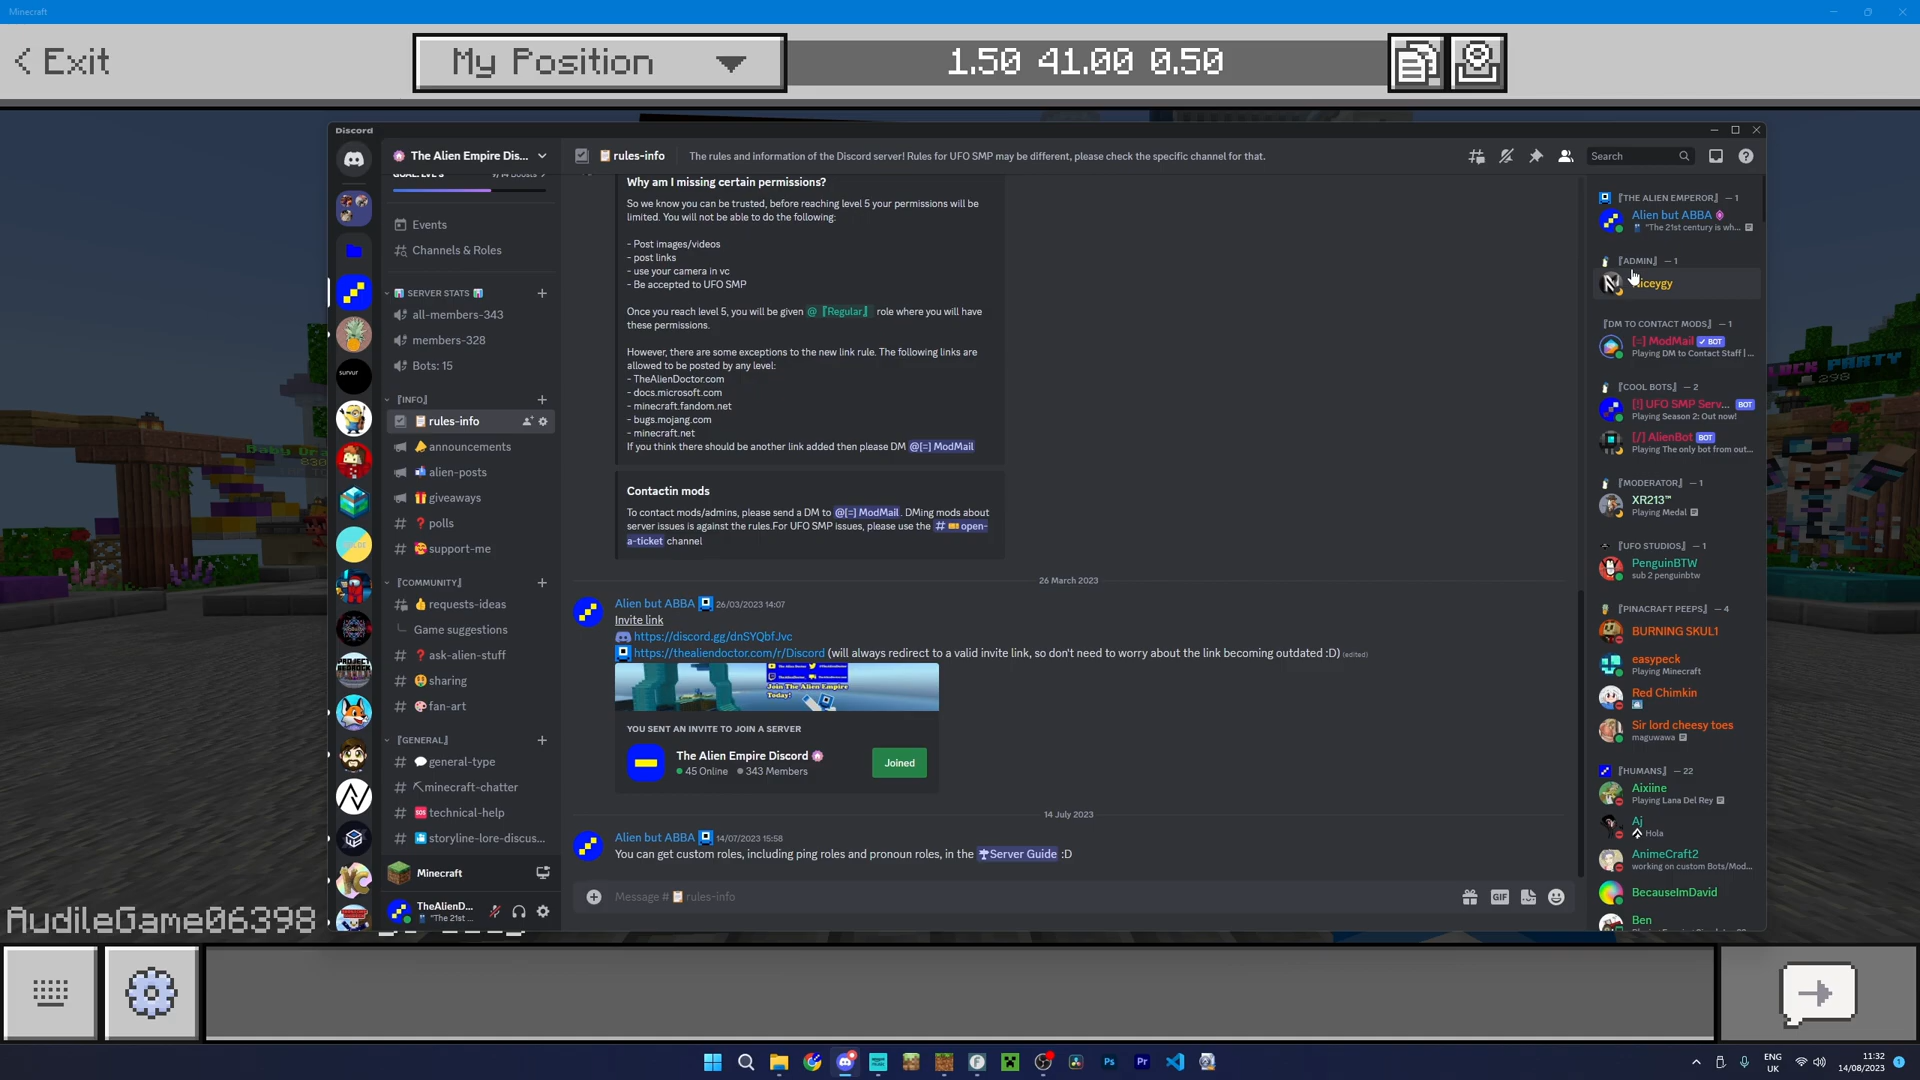 Minecraft
< Exit
My Position
1.50 41.00 0.50
Discord
The Alien Empire Dis...
rules-info
The rules and information of the Discord server! Rules for UFO SMP may be different, please check the specific channel for that.
Search
Events
Channels & Roles
SERVER STATS
all-members-343
members-328
Bots: 15
『INFO』
rules-info
announcements
alien-posts
giveaways
polls
support-me
『COMMUNITY』
requests-ideas
Game suggestions
ask-alien-stuff
sharing
fan-art
『GENERAL』
general-type
minecraft-chatter
technical-help
storyline-lore-discus...
Minecraft
TheAlienD...
"The 21st ...
Why am I missing certain permissions?
So we know you can be trusted, before reaching level 5 your permissions will be
limited. You will not be able to do the following:
- Post images/videos
- post links
- use your camera in vc
- Be accepted to UFO SMP
Once you reach level 5, you will be given @『Regular』 role where you will have
these permissions.
However, there are some exceptions to the new link rule. The following links are
allowed to be posted by any level:
- TheAlienDoctor.com
- docs.microsoft.com
- minecraft.fandom.net
- bugs.mojang.com
- minecraft.net
If you think there should be another link added then please DM @[=] ModMail
Contactin mods
To contact mods/admins, please send a DM to @[=] ModMail. DMing mods about
server issues is against the rules.For UFO SMP issues, please use the # open-
a-ticket channel
26 March 2023
Alien but ABBA 26/03/2023 14:07
Invite link
https://discord.gg/dnSYQbfJvc
https://thealiendoctor.com/r/Discord (will always redirect to a valid invite link, so don't need to worry about the link becoming outdated :D) (edited)
Join The Alien Empire
Today!
YOU SENT AN INVITE TO JOIN A SERVER
The Alien Empire Discord
45 Online 343 Members
Joined
14 July 2023
Alien but ABBA 14/07/2023 15:58
You can get custom roles, including ping roles and pronoun roles, in the Server Guide :D
Message # rules-info
GIF
『THE ALIEN EMPEROR』 — 1
Alien but ABBA
"The 21st century is wh...
『ADMIN』 — 1
iceygy
『DM TO CONTACT MODS』 — 1
[=] ModMail ✓ BOT
Playing DM to Contact Staff | ...
『COOL BOTS』 — 2
[!] UFO SMP Serv... BOT
Playing Season 2: Out now!
[/] AlienBot BOT
Playing The only bot from out...
『MODERATOR』 — 1
XR213™
Playing Medal
『UFO STUDIOS』 — 1
PenguinBTW
sub 2 penguinbtw
『PINACRAFT PEEPS』 — 4
BURNING SKUL1
easypeck
Playing Minecraft
Red Chimkin
Sir lord cheesy toes
maguwawa
『HUMANS』 — 22
Aixiine
Playing Lana Del Rey
Aj
Hola
AnimeCraft2
working on custom Bots/Mod...
BecauseImDavid
Ben
survur
AudileGame06398
ENG
UK
11:32
14/08/2023
1